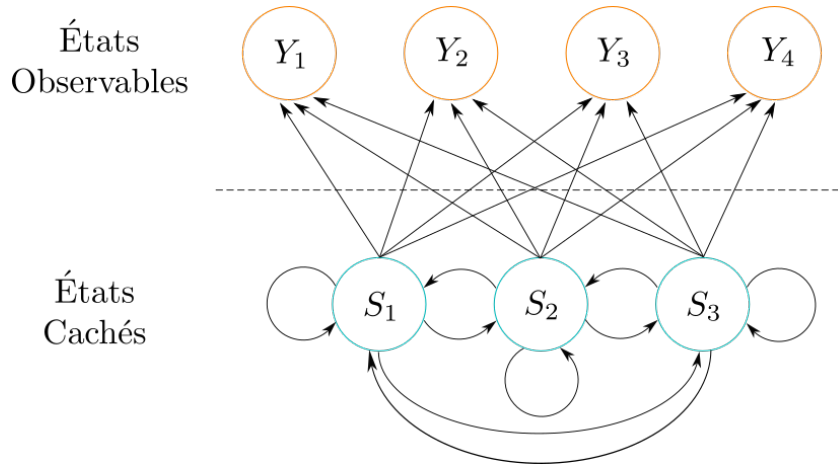 États
Observables
Y₁ Y₂ Y₃ Y₄
États
Cachés
S₁ S₂ S₃